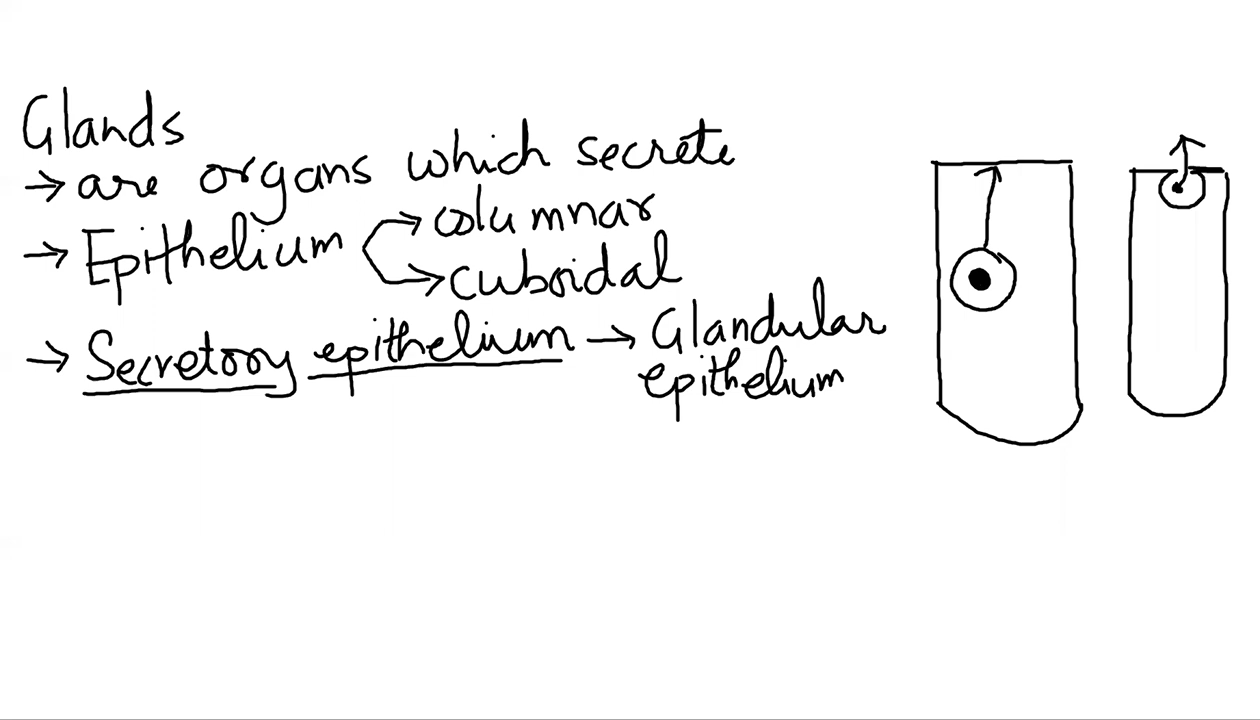 Glands
→ are organs which secrete
→ Epithelium → columnar
→ cuboidal
→ Secretory epithelium → Glandular
epithelium